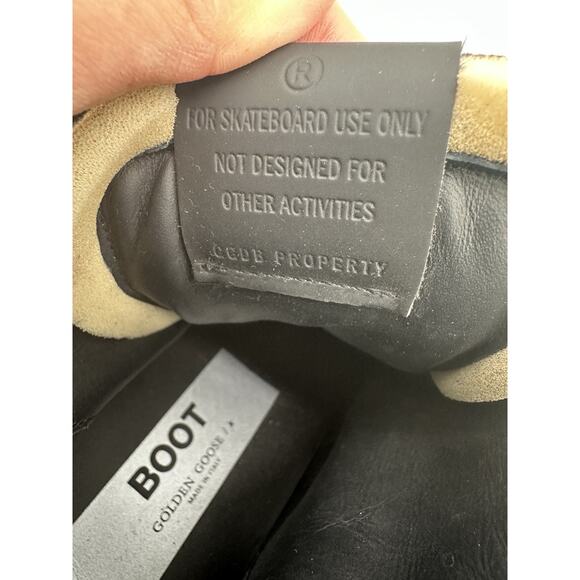 ®
FOR SKATEBOARD USE ONLY
NOT DESIGNED FOR
OTHER ACTIVITIES
GGDB PROPERTY
BOOT
GOLDEN GOOSE /
MADE IN ITALY